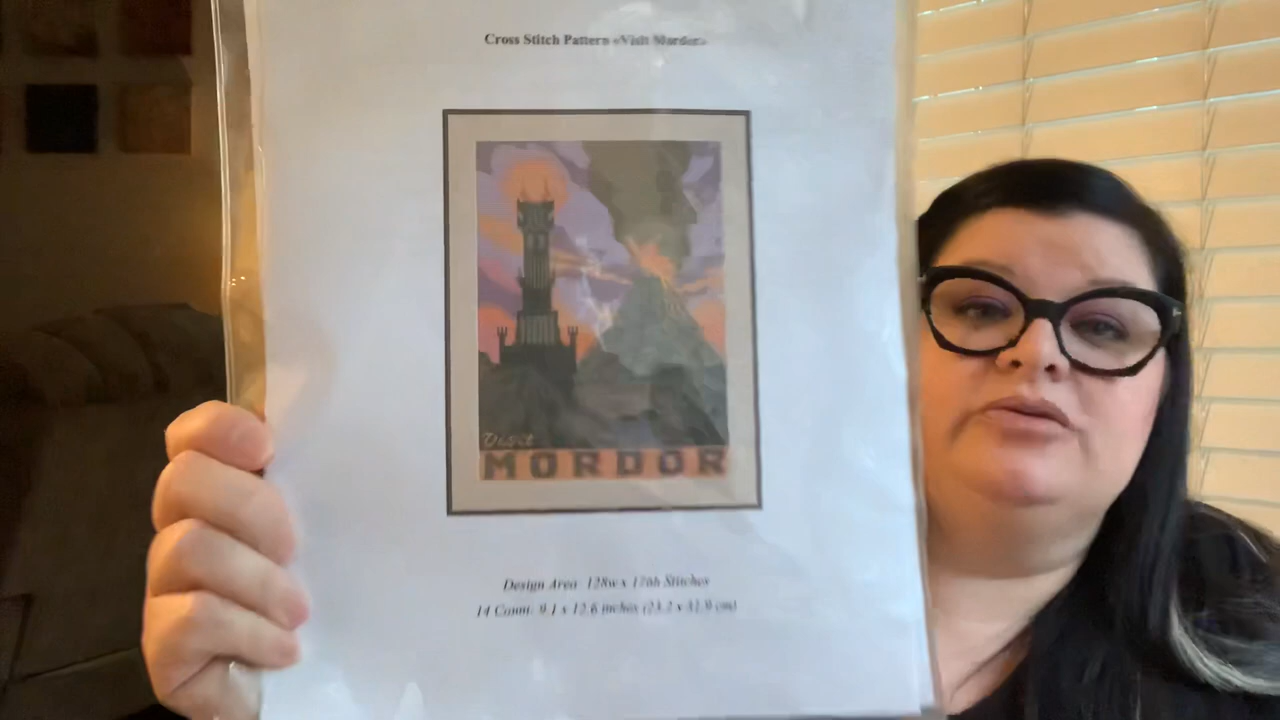 Cross Stitch Pattern «Visit Mordor»
Visit
MORDOR
Design Area 128w x 176h Stitches
14 Count: 9.1 x 12.6 inches (23.2 x 31.9 cm)